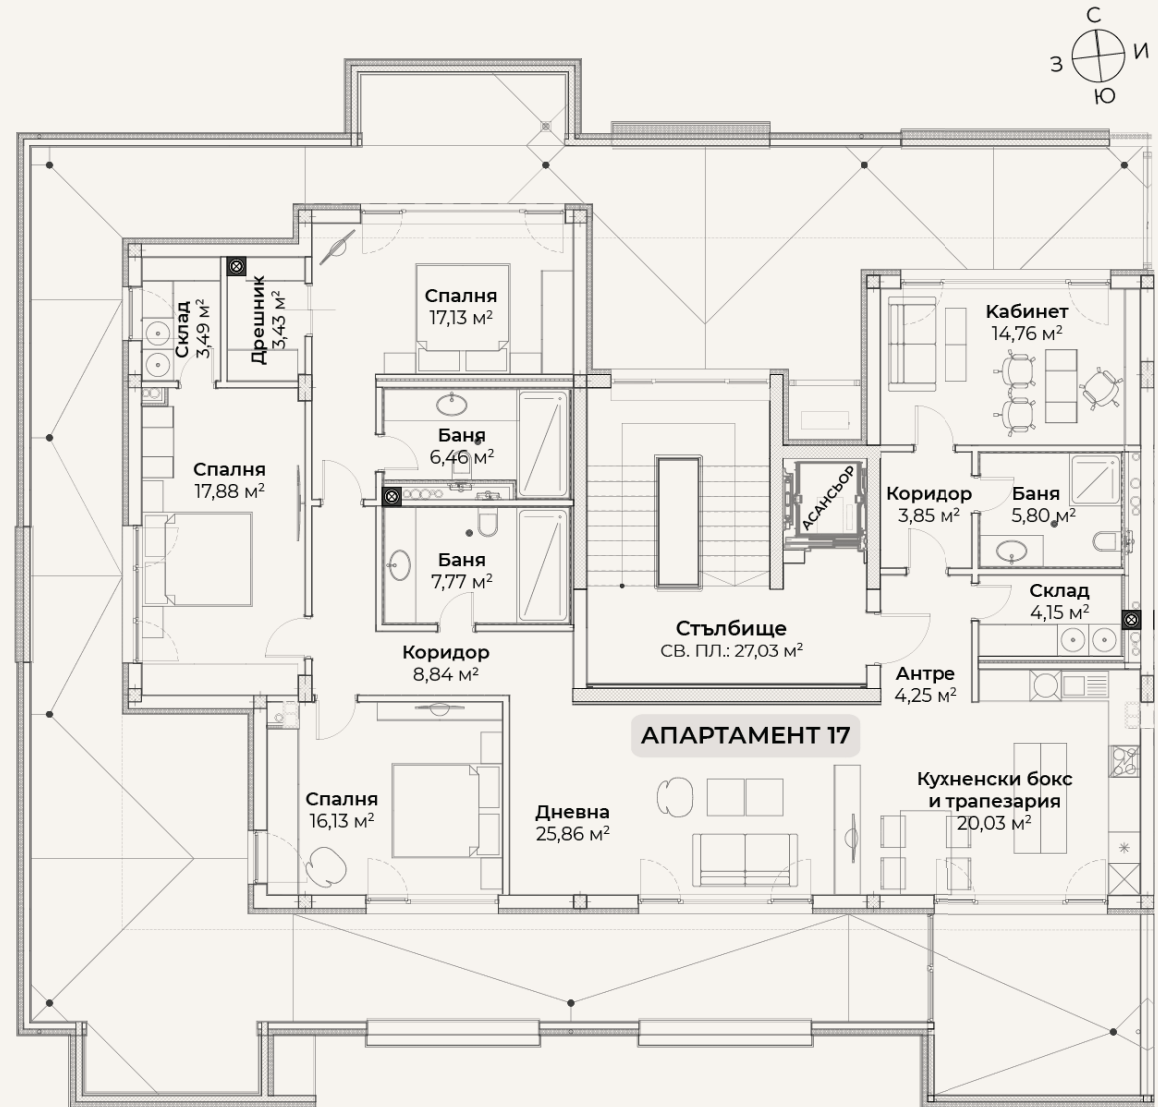 С
З
И
Ю
Спалня
17,13 м²
Склад
3,49 м²
Дрешник
3,43 м²
Кабинет
14,76 м²
Баня
6,46 м²
Спалня
17,88 м²
АСАНСЬОР
Коридор
3,85 м²
Баня
5,80 м²
Баня
7,77 м²
Склад
4,15 м²
Стълбище
СВ. ПЛ.: 27,03 м²
Коридор
8,84 м²
Антре
4,25 м²
АПАРТАМЕНТ 17
Спалня
16,13 м²
Дневна
25,86 м²
Кухненски бокс
и трапезария
20,03 м²